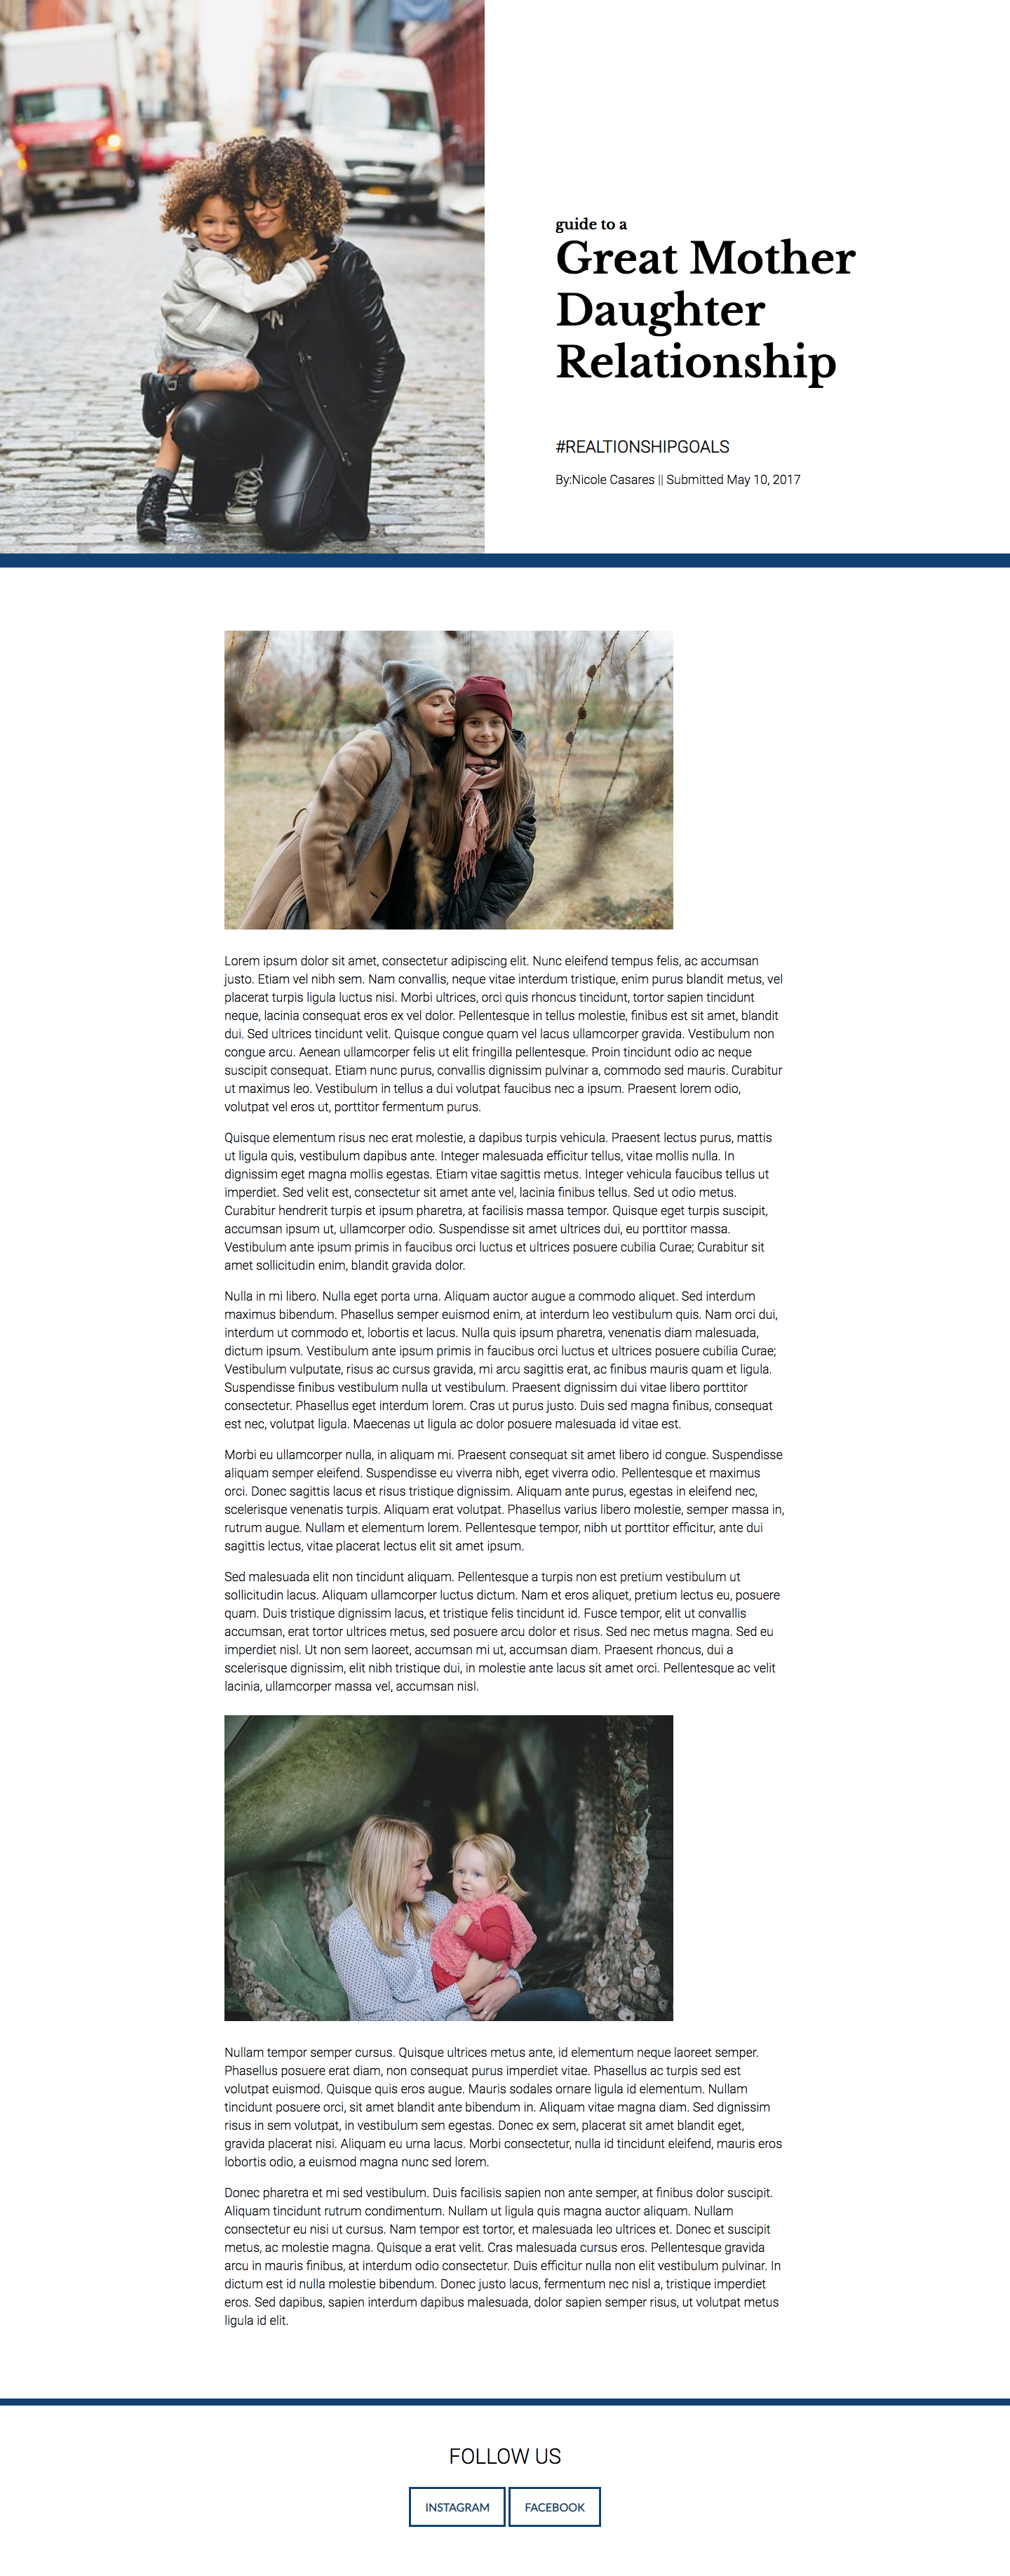 guide to a
Great Mother
Daughter
Relationship
#REALTIONSHIPGOALS
By:Nicole Casares || Submitted May 10, 2017
Lorem ipsum dolor sit amet, consectetur adipiscing elit. Nunc eleifend tempus felis, ac accumsan
justo. Etiam vel nibh sem. Nam convallis, neque vitae interdum tristique, enim purus blandit metus, vel
placerat turpis ligula luctus nisi. Morbi ultrices, orci quis rhoncus tincidunt, tortor sapien tincidunt
neque, lacinia consequat eros ex vel dolor. Pellentesque in tellus molestie, finibus est sit amet, blandit
dui. Sed ultrices tincidunt velit. Quisque congue quam vel lacus ullamcorper gravida. Vestibulum non
congue arcu. Aenean ullamcorper felis ut elit fringilla pellentesque. Proin tincidunt odio ac neque
suscipit consequat. Etiam nunc purus, convallis dignissim pulvinar a, commodo sed mauris. Curabitur
ut maximus leo. Vestibulum in tellus a dui volutpat faucibus nec a ipsum. Praesent lorem odio,
volutpat vel eros ut, porttitor fermentum purus.
Quisque elementum risus nec erat molestie, a dapibus turpis vehicula. Praesent lectus purus, mattis
ut ligula quis, vestibulum dapibus ante. Integer malesuada efficitur tellus, vitae mollis nulla. In
dignissim eget magna mollis egestas. Etiam vitae sagittis metus. Integer vehicula faucibus tellus ut
imperdiet. Sed velit est, consectetur sit amet ante vel, lacinia finibus tellus. Sed ut odio metus.
Curabitur hendrerit turpis et ipsum pharetra, at facilisis massa tempor. Quisque eget turpis suscipit,
accumsan ipsum ut, ullamcorper odio. Suspendisse sit amet ultrices dui, eu porttitor massa.
Vestibulum ante ipsum primis in faucibus orci luctus et ultrices posuere cubilia Curae; Curabitur sit
amet sollicitudin enim, blandit gravida dolor.
Nulla in mi libero. Nulla eget porta urna. Aliquam auctor augue a commodo aliquet. Sed interdum
maximus bibendum. Phasellus semper euismod enim, at interdum leo vestibulum quis. Nam orci dui,
interdum ut commodo et, lobortis et lacus. Nulla quis ipsum pharetra, venenatis diam malesuada,
dictum ipsum. Vestibulum ante ipsum primis in faucibus orci luctus et ultrices posuere cubilia Curae;
Vestibulum vulputate, risus ac cursus gravida, mi arcu sagittis erat, ac finibus mauris quam et ligula.
Suspendisse finibus vestibulum nulla ut vestibulum. Praesent dignissim dui vitae libero porttitor
consectetur. Phasellus eget interdum lorem. Cras ut purus justo. Duis sed magna finibus, consequat
est nec, volutpat ligula. Maecenas ut ligula ac dolor posuere malesuada id vitae est.
Morbi eu ullamcorper nulla, in aliquam mi. Praesent consequat sit amet libero id congue. Suspendisse
aliquam semper eleifend. Suspendisse eu viverra nibh, eget viverra odio. Pellentesque et maximus
orci. Donec sagittis lacus et risus tristique dignissim. Aliquam ante purus, egestas in eleifend nec,
scelerisque venenatis turpis. Aliquam erat volutpat. Phasellus varius libero molestie, semper massa in,
rutrum augue. Nullam et elementum lorem. Pellentesque tempor, nibh ut porttitor efficitur, ante dui
sagittis lectus, vitae placerat lectus elit sit amet ipsum.
Sed malesuada elit non tincidunt aliquam. Pellentesque a turpis non est pretium vestibulum ut
sollicitudin lacus. Aliquam ullamcorper luctus dictum. Nam et eros aliquet, pretium lectus eu, posuere
quam. Duis tristique dignissim lacus, et tristique felis tincidunt id. Fusce tempor, elit ut convallis
accumsan, erat tortor ultrices metus, sed posuere arcu dolor et risus. Sed nec metus magna. Sed eu
imperdiet nisl. Ut non sem laoreet, accumsan mi ut, accumsan diam. Praesent rhoncus, dui a
scelerisque dignissim, elit nibh tristique dui, in molestie ante lacus sit amet orci. Pellentesque ac velit
lacinia, ullamcorper massa vel, accumsan nisl.
Nullam tempor semper cursus. Quisque ultrices metus ante, id elementum neque laoreet semper.
Phasellus posuere erat diam, non consequat purus imperdiet vitae. Phasellus ac turpis sed est
volutpat euismod. Quisque quis eros augue. Mauris sodales ornare ligula id elementum. Nullam
tincidunt posuere orci, sit amet blandit ante bibendum in. Aliquam vitae magna diam. Sed dignissim
risus in sem volutpat, in vestibulum sem egestas. Donec ex sem, placerat sit amet blandit eget,
gravida placerat nisi. Aliquam eu urna lacus. Morbi consectetur, nulla id tincidunt eleifend, mauris eros
lobortis odio, a euismod magna nunc sed lorem.
Donec pharetra et mi sed vestibulum. Duis facilisis sapien non ante semper, at finibus dolor suscipit.
Aliquam tincidunt rutrum condimentum. Nullam ut ligula quis magna auctor aliquam. Nullam
consectetur eu nisi ut cursus. Nam tempor est tortor, et malesuada leo ultrices et. Donec et suscipit
metus, ac molestie magna. Quisque a erat velit. Cras malesuada cursus eros. Pellentesque gravida
arcu in mauris finibus, at interdum odio consectetur. Duis efficitur nulla non elit vestibulum pulvinar. In
dictum est id nulla molestie bibendum. Donec justo lacus, fermentum nec nisl a, tristique imperdiet
eros. Sed dapibus, sapien interdum dapibus malesuada, dolor sapien semper risus, ut volutpat metus
ligula id elit.
FOLLOW US
INSTAGRAM
FACEBOOK